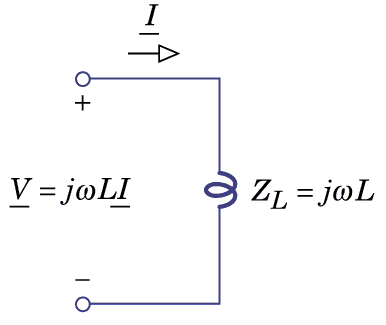 I
+
V = jωLI
Z_L = jωL
−